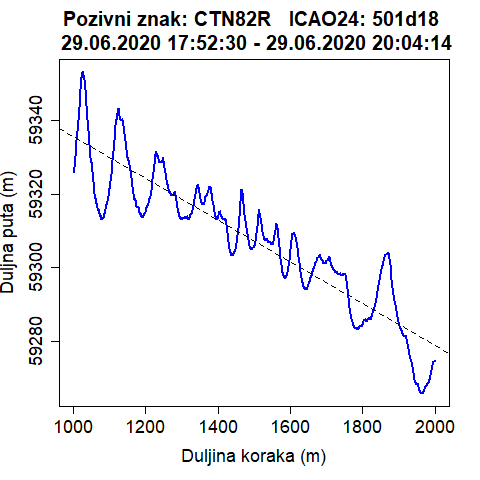 Pozivni znak: CTN82R ICAO24: 501d18
29.06.2020 17:52:30 - 29.06.2020 20:04:14
Duljna puta (m)
59340
59320
59300
59280
1000 1200 1400 1600 1800 2000
Duljina koraka (m)